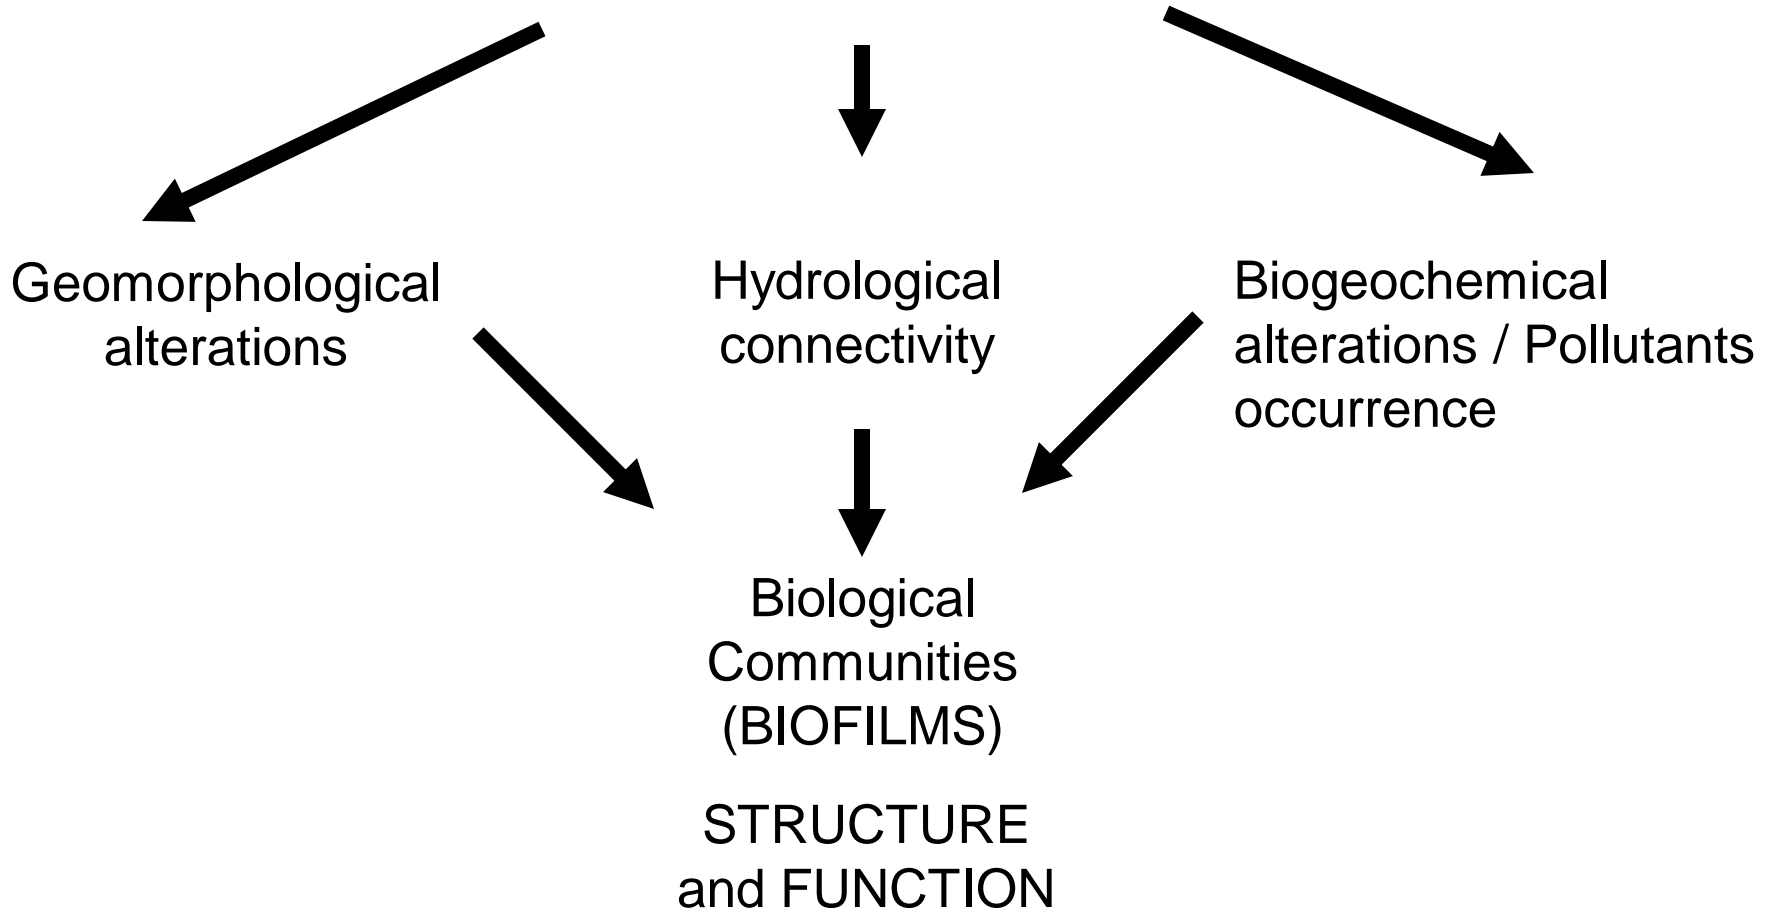 Geomorphological
alterations
Hydrological
connectivity
Biogeochemical
alterations / Pollutants
occurrence
Biological
Communities
(BIOFILMS)
STRUCTURE
and FUNCTION